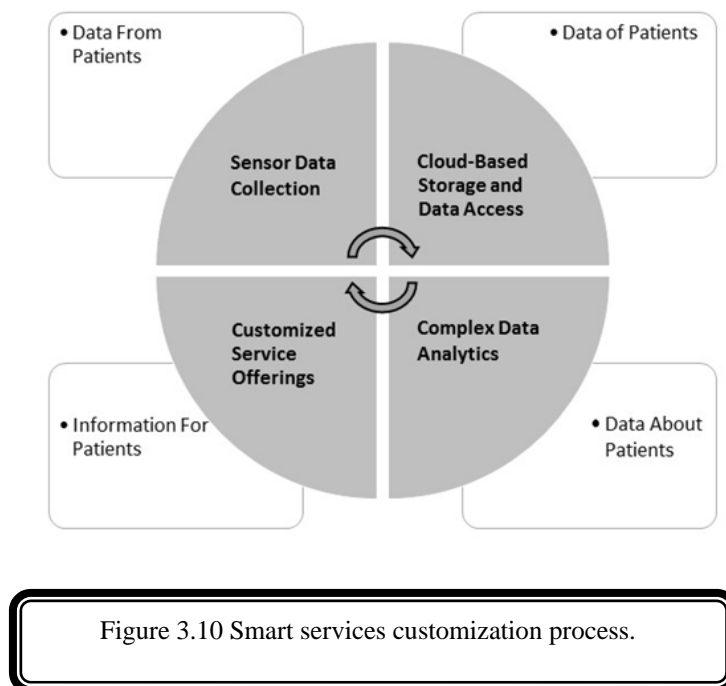 • Data From
Patients
• Data of Patients
Sensor Data
Collection
Cloud-Based
Storage and
Data Access
Customized
Service
Offerings
Complex Data
Analytics
• Information For
Patients
• Data About
Patients
Figure 3.10 Smart services customization process.